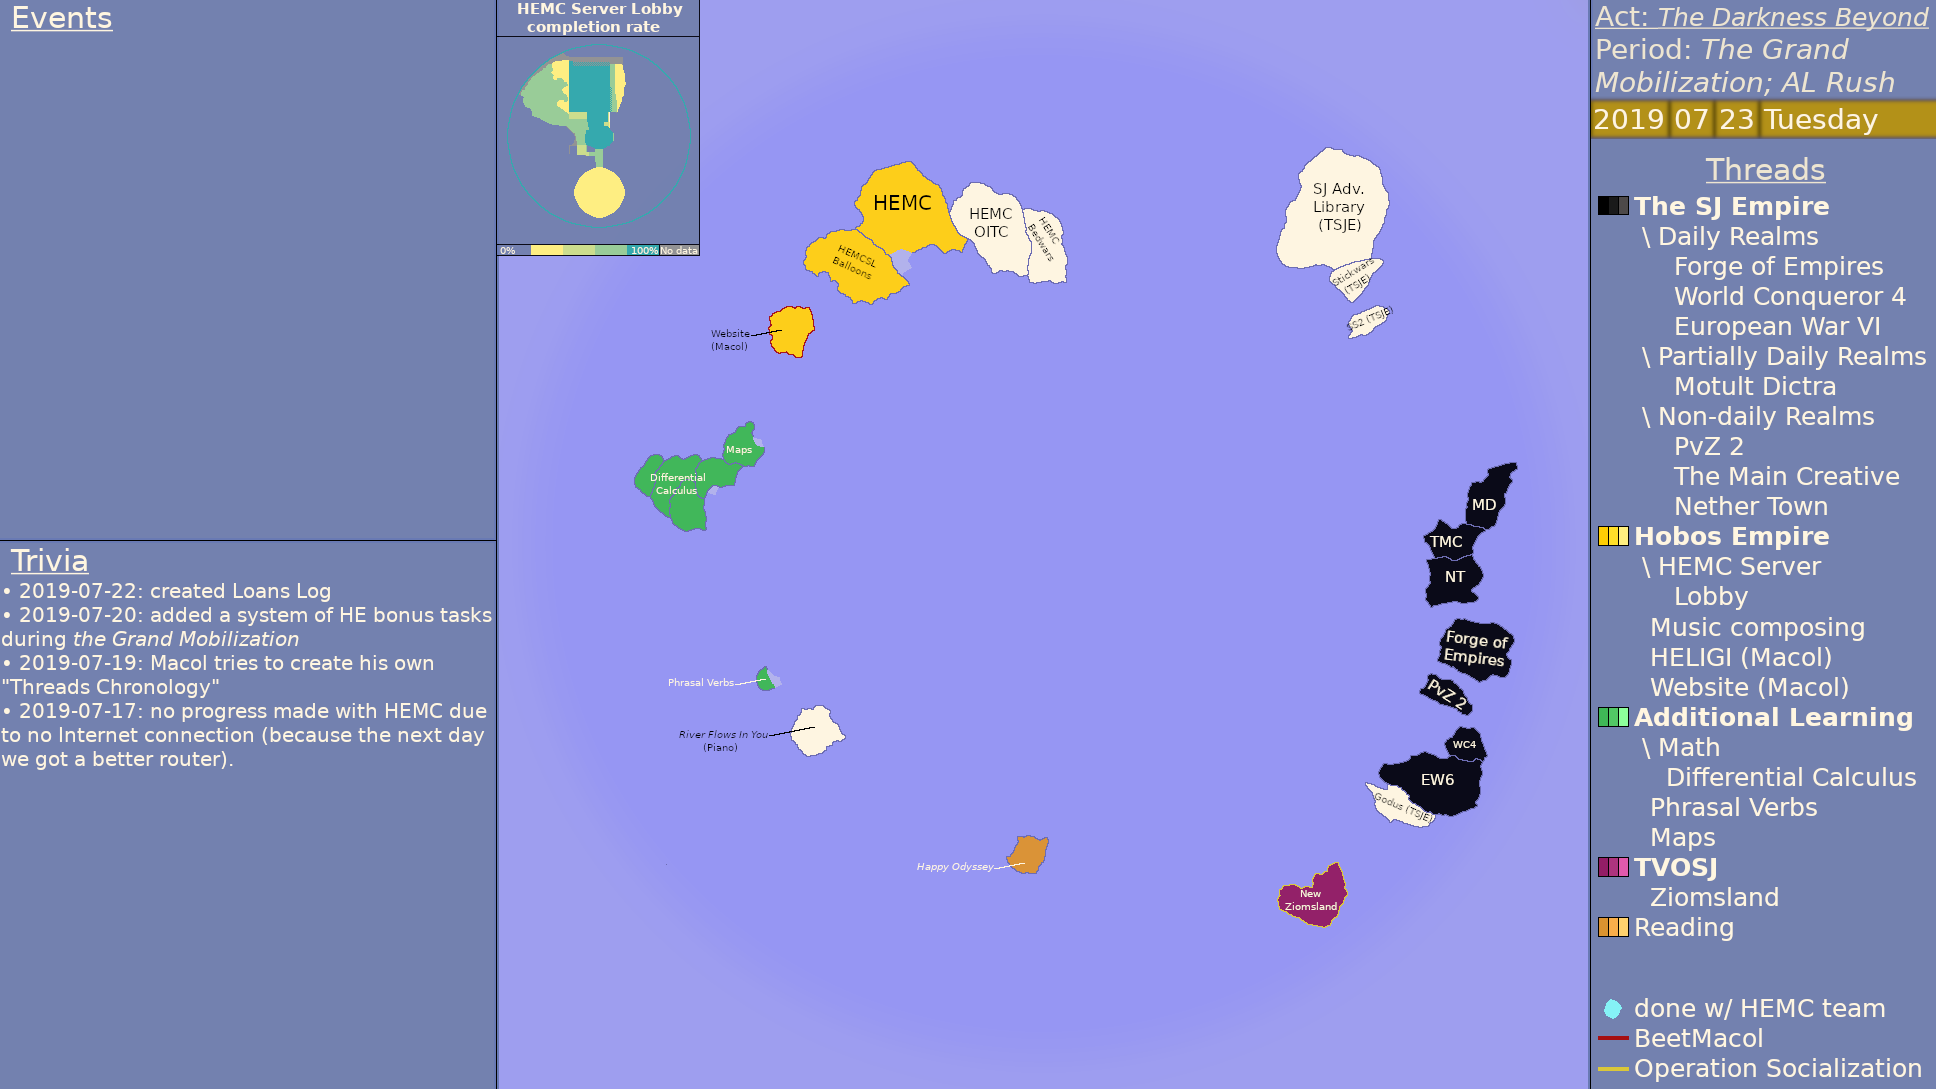 Events
Trivia
• 2019-07-22: created Loans Log
• 2019-07-20: added a system of HE bonus tasks
during the Grand Mobilization
• 2019-07-19: Macol tries to create his own
"Threads Chronology"
• 2019-07-17: no progress made with HEMC due
to no Internet connection (because the next day
we got a better router).
HEMC Server Lobby
completion rate
0%
100%
No data
HEMC
HEMCSL
Balloons
HEMC
OITC
HEMC
Bedwars
Website
(Macol)
SJ Adv.
Library
(TSJE)
Stickwars
(TSJE)
SS2 (TSJE)
Maps
Differential
Calculus
MD
TMC
NT
Forge of
Empires
PvZ 2
WC4
EW6
Godus (TSJE)
Phrasal Verbs
River Flows In You
(Piano)
Happy Odyssey
New
Ziomsland
Act: The Darkness Beyond
Period: The Grand
Mobilization; AL Rush
2019 07 23 Tuesday
Threads
The SJ Empire
\ Daily Realms
Forge of Empires
World Conqueror 4
European War VI
\ Partially Daily Realms
Motult Dictra
\ Non-daily Realms
PvZ 2
The Main Creative
Nether Town
Hobos Empire
\ HEMC Server
Lobby
Music composing
HELIGI (Macol)
Website (Macol)
Additional Learning
\ Math
Differential Calculus
Phrasal Verbs
Maps
TVOSJ
Ziomsland
Reading
done w/ HEMC team
BeetMacol
Operation Socialization